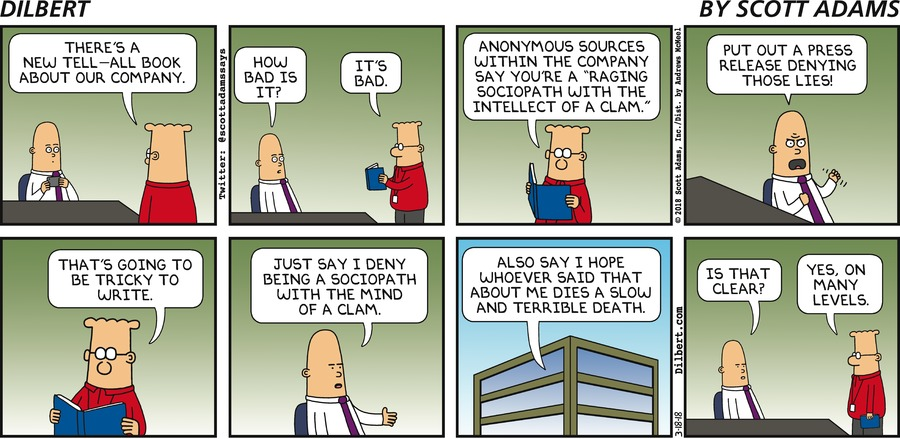 DILBERT
BY SCOTT ADAMS
THERE'S A
NEW TELL—ALL BOOK
ABOUT OUR COMPANY.
Twitter: @scottadamssays
HOW
BAD IS
IT?
IT'S
BAD.
ANONYMOUS SOURCES
WITHIN THE COMPANY
SAY YOU'RE A "RAGING
SOCIOPATH WITH THE
INTELLECT OF A CLAM."
© 2018 Scott Adams, Inc./Dist. by Andrews McMeel
PUT OUT A PRESS
RELEASE DENYING
THOSE LIES!
THAT'S GOING TO
BE TRICKY TO
WRITE.
JUST SAY I DENY
BEING A SOCIOPATH
WITH THE MIND
OF A CLAM.
ALSO SAY I HOPE
WHOEVER SAID THAT
ABOUT ME DIES A SLOW
AND TERRIBLE DEATH.
3-18-18 Dilbert.com
IS THAT
CLEAR?
YES, ON
MANY
LEVELS.